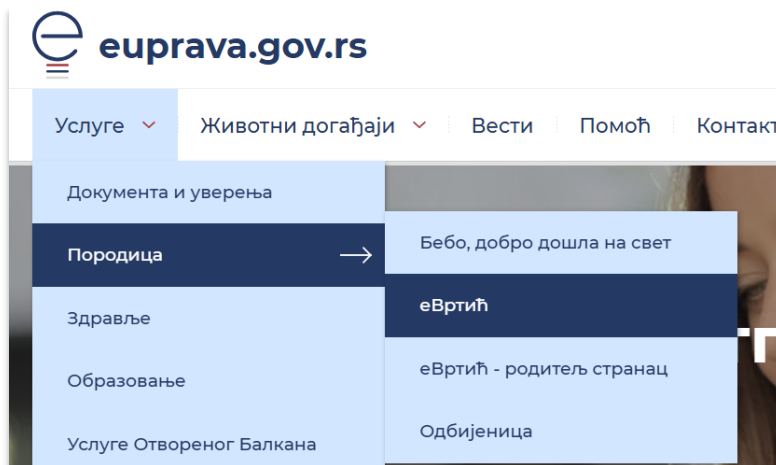 euprava.gov.rs
Услуге Животни догађаји Вести Помоћ Контакт
Документа и уверења
Породица
Бебо, добро дошла на свет
еВртић
Здравље
еВртић - родитељ странац
Образовање
Одбијеница
Услуге Отвореног Балкана